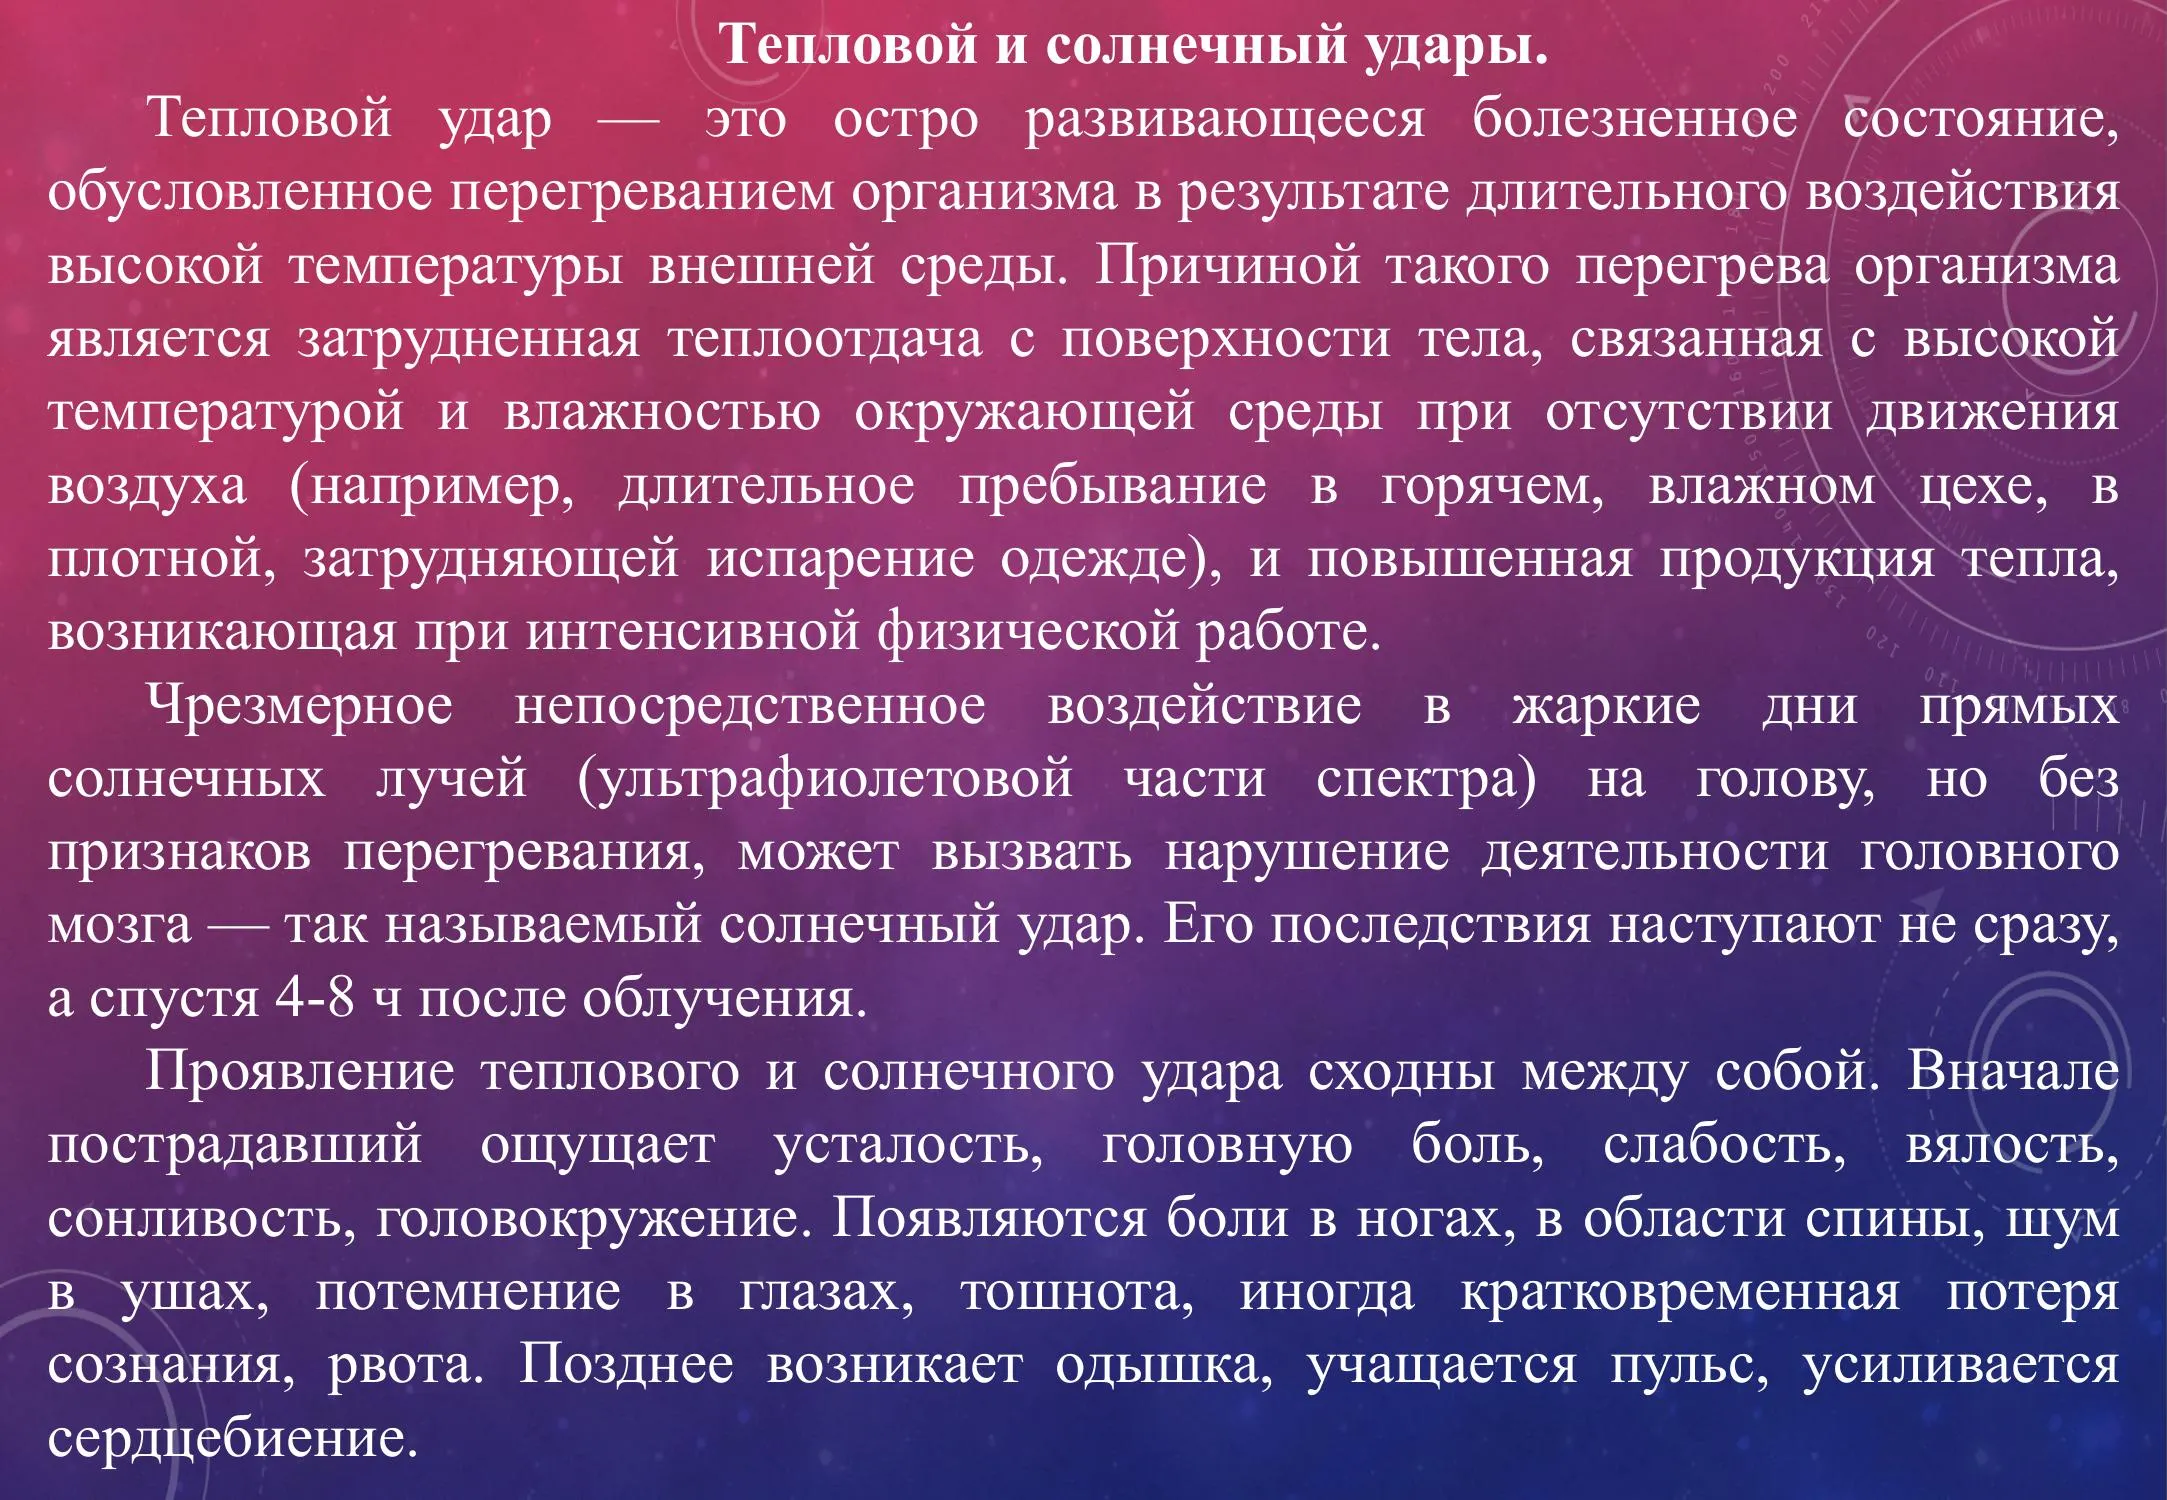 Тепловой и солнечный удары.
Тепловой удар — это остро развивающееся болезненное состояние,
обусловленное перегреванием организма в результате длительного воздействия
высокой температуры внешней среды. Причиной такого перегрева организма
является затрудненная теплоотдача с поверхности тела, связанная с высокой
температурой и влажностью окружающей среды при отсутствии движения
воздуха (например, длительное пребывание в горячем, влажном цехе, в
плотной, затрудняющей испарение одежде), и повышенная продукция тепла,
возникающая при интенсивной физической работе.
Чрезмерное непосредственное воздействие в жаркие дни прямых
солнечных лучей (ультрафиолетовой части спектра) на голову, но без
признаков перегревания, может вызвать нарушение деятельности головного
мозга — так называемый солнечный удар. Его последствия наступают не сразу,
а спустя 4-8 ч после облучения.
Проявление теплового и солнечного удара сходны между собой. Вначале
пострадавший ощущает усталость, головную боль, слабость, вялость,
сонливость, головокружение. Появляются боли в ногах, в области спины, шум
в ушах, потемнение в глазах, тошнота, иногда кратковременная потеря
сознания, рвота. Позднее возникает одышка, учащается пульс, усиливается
сердцебиение.
200
160
140
130
120
110